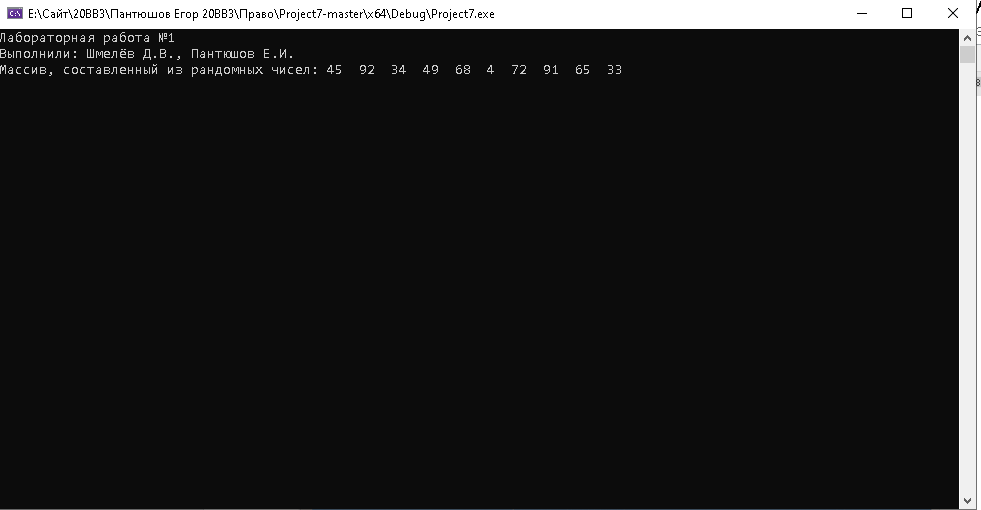 E:\Сайт\20ВВ3\Пантюшов Егор 20ВВ3\Право\Project7-master\x64\Debug\Project7.exe
Лабораторная работа №1
Выполнили: Шмелёв Д.В., Пантюшов Е.И.
Массив, составленный из рандомных чисел: 45 92 34 49 68 4 72 91 65 33